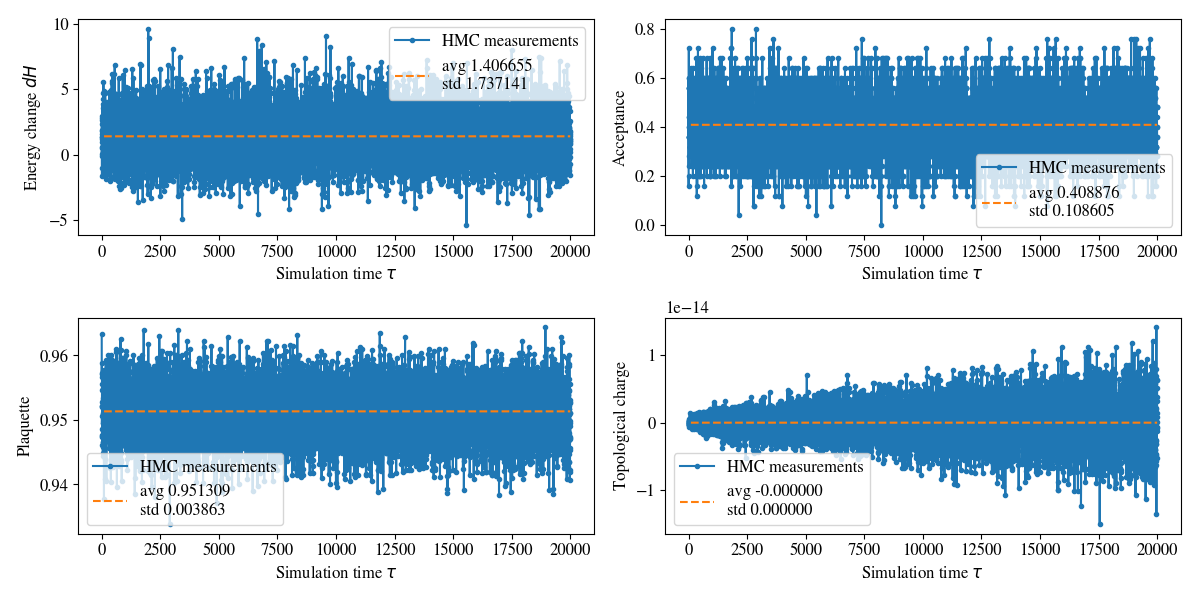 10
5
0
−5
Energy change dH
HMC measurements
avg 1.406655
std 1.737141
0 2500 5000 7500 10000 12500 15000 17500 20000
Simulation time τ
0.8
0.6
0.4
0.2
0.0
Acceptance
HMC measurements
avg 0.408876
std 0.108605
0 2500 5000 7500 10000 12500 15000 17500 20000
Simulation time τ
0.96
0.95
0.94
Plaquette
HMC measurements
avg 0.951309
std 0.003863
0 2500 5000 7500 10000 12500 15000 17500 20000
Simulation time τ
1e−14
1
0
−1
Topological charge
HMC measurements
avg -0.000000
std 0.000000
0 2500 5000 7500 10000 12500 15000 17500 20000
Simulation time τ